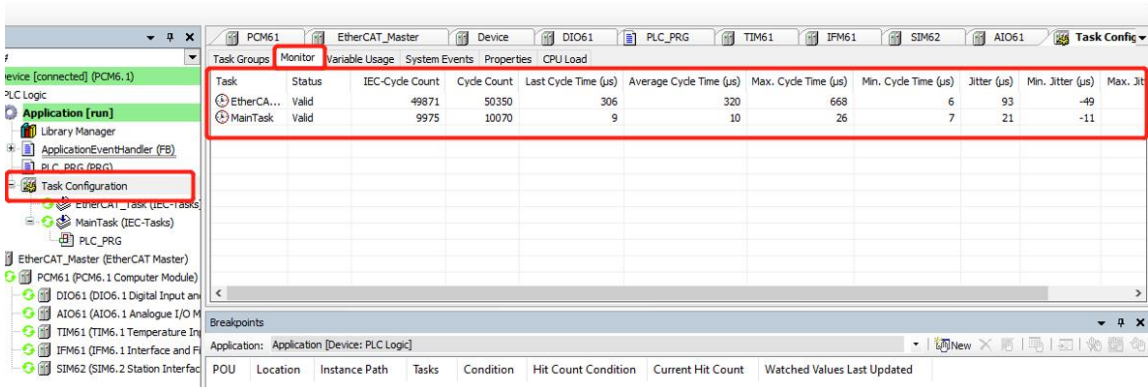 PCM61 EtherCAT_Master Device DIO61 PLC_PRG TIM61 IFM61 SIM62 AIO61 Task Config
Task Groups Monitor Variable Usage System Events Properties CPU Load
Device [connected] (PCM6.1)
PLC Logic
Application [run]
Library Manager
ApplicationEventHandler (FB)
PLC_PRG (PRG)
Task Configuration
EtherCAT_Task (IEC-Tasks)
MainTask (IEC-Tasks)
PLC_PRG
EtherCAT_Master (EtherCAT Master)
PCM61 (PCM6.1 Computer Module)
DIO61 (DIO6.1 Digital Input an
AIO61 (AIO6.1 Analogue I/O M
TIM61 (TIM6.1 Temperature In
IFM61 (IFM6.1 Interface and Fi
SIM62 (SIM6.2 Station Interfac
Task Status IEC-Cycle Count Cycle Count Last Cycle Time (µs) Average Cycle Time (µs) Max. Cycle Time (µs) Min. Cycle Time (µs) Jitter (µs) Min. Jitter (µs) Max. Jit
EtherCA... Valid 49871 50350 306 320 668 6 93 -49
MainTask Valid 9975 10070 9 10 26 7 21 -11
Breakpoints
Application: Application [Device: PLC Logic] New
POU Location Instance Path Tasks Condition Hit Count Condition Current Hit Count Watched Values Last Updated